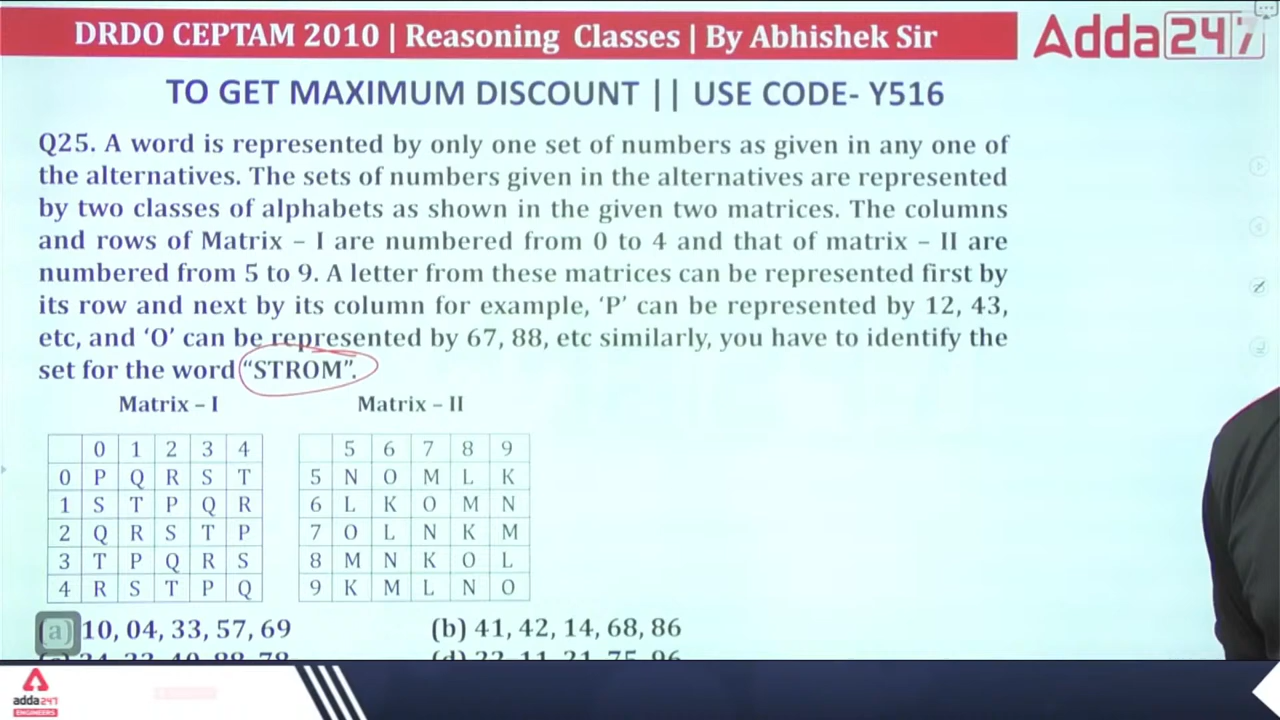 DRDO CEPTAM 2010 | Reasoning Classes | By Abhishek Sir
Adda247
TO GET MAXIMUM DISCOUNT || USE CODE- Y516
Q25. A word is represented by only one set of numbers as given in any one of
the alternatives. The sets of numbers given in the alternatives are represented
by two classes of alphabets as shown in the given two matrices. The columns
and rows of Matrix – I are numbered from 0 to 4 and that of matrix – II are
numbered from 5 to 9. A letter from these matrices can be represented first by
its row and next by its column for example, ‘P’ can be represented by 12, 43,
etc, and ‘O’ can be represented by 67, 88, etc similarly, you have to identify the
set for the word “STROM”.
Matrix – I Matrix – II
0 1 2 3 4 5 6 7 8 9
0 P Q R S T 5 N O M L K
1 S T P Q R 6 L K O M N
2 Q R S T P 7 O L N K M
3 T P Q R S 8 M N K O L
4 R S T P Q 9 K M L N O
(a) 10, 04, 33, 57, 69 (b) 41, 42, 14, 68, 86
adda247
ENGINEERS